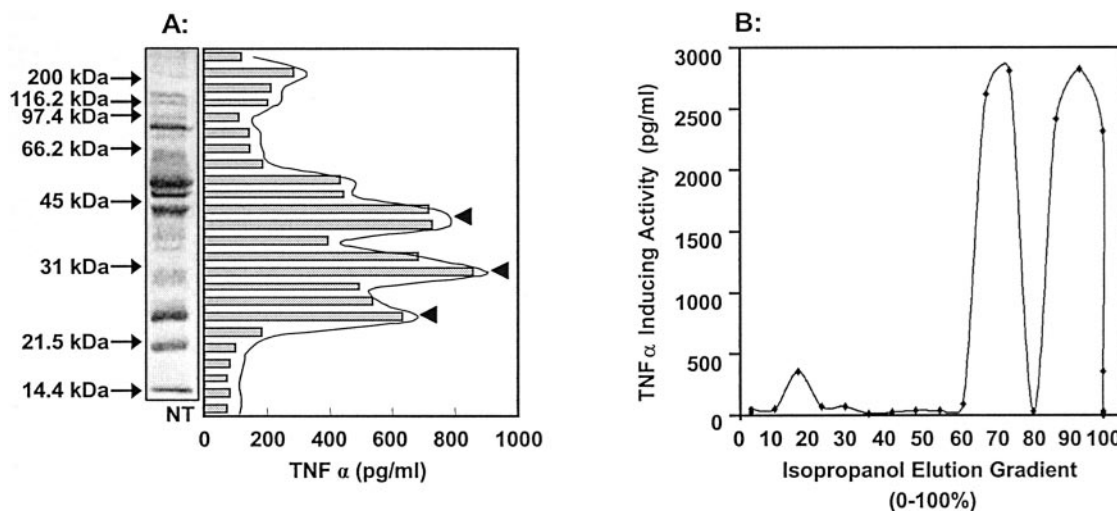 A:
200 kDa
116.2 kDa
97.4 kDa
66.2 kDa
45 kDa
31 kDa
21.5 kDa
14.4 kDa
NT
0 200 400 600 800 1000
TNF α (pg/ml)
B:
3000
2500
2000
1500
1000
500
0
0 10 20 30 40 50 60 70 80 90 100
TNFα Inducing Activity (pg/ml)
Isopropanol Elution Gradient
(0-100%)